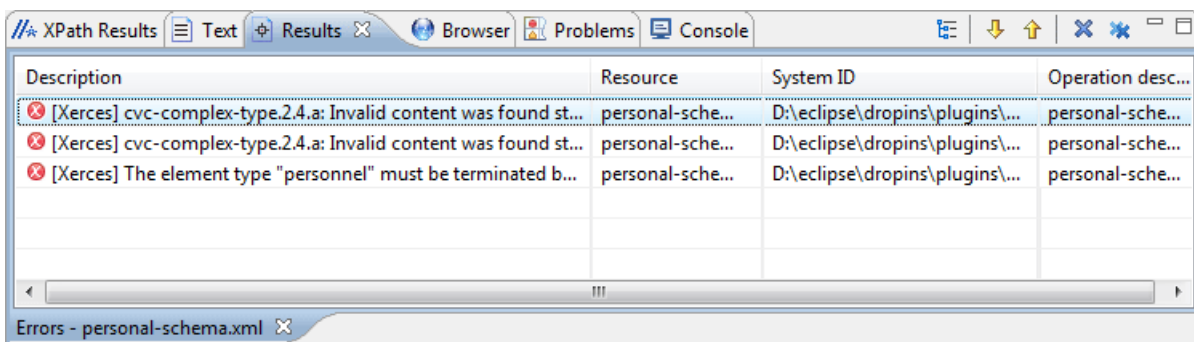 XPath Results Text Results Browser Problems Console
Description Resource System ID Operation desc...
[Xerces] cvc-complex-type.2.4.a: Invalid content was found st... personal-sche... D:\eclipse\dropins\plugins\... personal-sche...
[Xerces] cvc-complex-type.2.4.a: Invalid content was found st... personal-sche... D:\eclipse\dropins\plugins\... personal-sche...
[Xerces] The element type "personnel" must be terminated b... personal-sche... D:\eclipse\dropins\plugins\... personal-sche...
Errors - personal-schema.xml